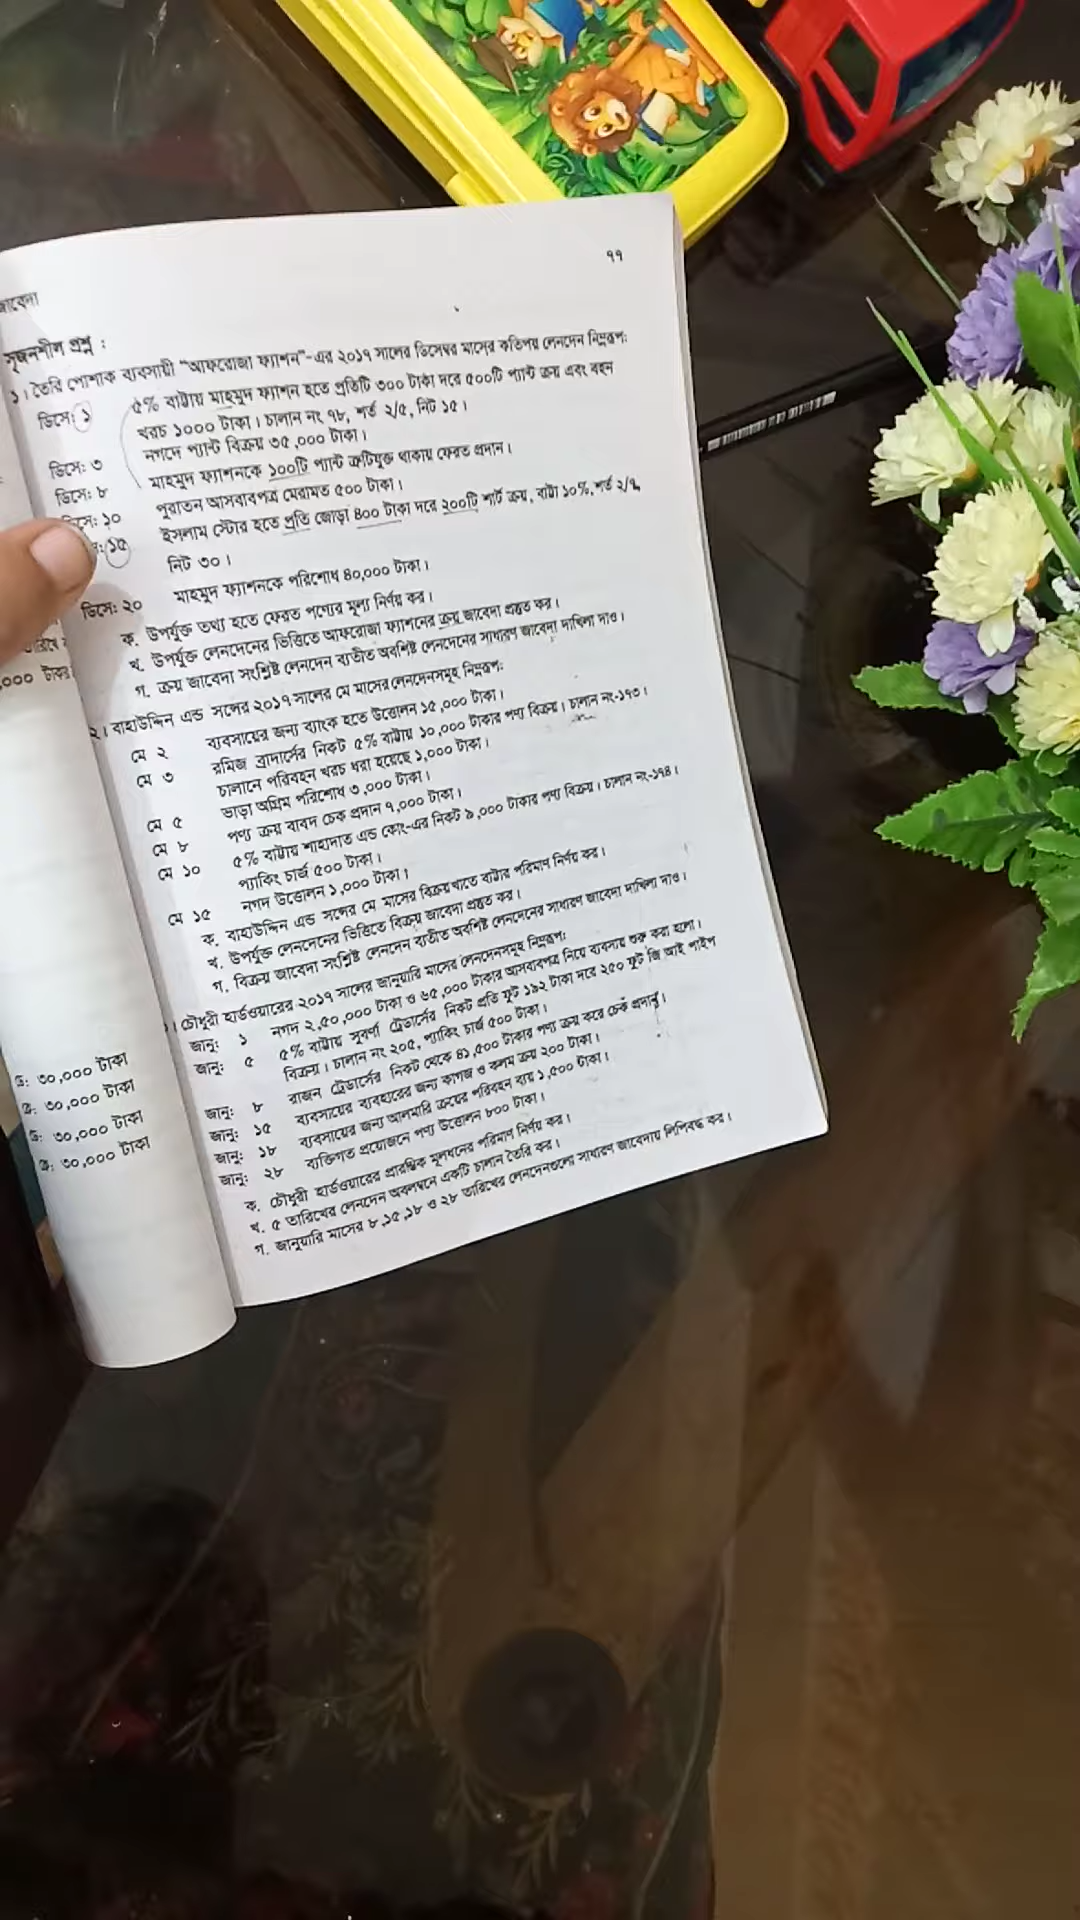 ৭৭
জাবেদা
সৃজনশীল প্রশ্ন :
১। তৈরি পোশাক ব্যবসায়ী "আফরোজা ফ্যাশন"-এর ২০১৭ সালের ডিসেম্বর মাসের কতিপয় লেনদেন নিম্নরূপ:
ডিসে: ১ ৫% বাট্টায় মাহমুদ ফ্যাশন হতে প্রতিটি ৩০০ টাকা দরে ৫০০টি প্যান্ট ক্রয় এবং বহন
খরচ ১০০০ টাকা। চালান নং ৭৮, শর্ত ২/৫, নিট ১৫।
ডিসে: ৩ নগদে প্যান্ট বিক্রয় ৩৫,০০০ টাকা।
ডিসে: ৮ মাহমুদ ফ্যাশনকে ১০০টি প্যান্ট ত্রুটিযুক্ত থাকায় ফেরত প্রদান।
ডিসে: ১০ পুরাতন আসবাবপত্র মেরামত ৫০০ টাকা।
১৫ ইসলাম স্টোর হতে প্রতি জোড়া ৪০০ টাকা দরে ২০০টি শার্ট ক্রয়, বাট্টা ১০%, শর্ত ২/৭,
নিট ৩০।
ডিসে: ২০ মাহমুদ ফ্যাশনকে পরিশোধ ৪০,০০০ টাকা।
ক. উপর্যুক্ত তথ্য হতে ফেরত পণ্যের মূল্য নির্ণয় কর।
খ. উপর্যুক্ত লেনদেনের ভিত্তিতে আফরোজা ফ্যাশনের ক্রয় জাবেদা প্রস্তুত কর।
গ. ক্রয় জাবেদা সংশ্লিষ্ট লেনদেন ব্যতীত অবশিষ্ট লেনদেনের সাধারণ জাবেদা দাখিলা দাও।
২। বাহাউদ্দিন এন্ড সন্সের ২০১৭ সালের মে মাসের লেনদেনসমূহ নিম্নরূপ:
মে ২ ব্যবসায়ের জন্য ব্যাংক হতে উত্তোলন ১৫,০০০ টাকা।
মে ৩ রমিজ ব্রাদার্সের নিকট ৫% বাট্টায় ১০,০০০ টাকার পণ্য বিক্রয়। চালান নং-১৭৩।
চালানে পরিবহন খরচ ধরা হয়েছে ১,০০০ টাকা।
মে ৫ ভাড়া অগ্রিম পরিশোধ ৩,০০০ টাকা।
মে ৮ পণ্য ক্রয় বাবদ চেক প্রদান ৭,০০০ টাকা।
মে ১০ ৫% বাট্টায় শাহাদাত এন্ড কোং-এর নিকট ৯,০০০ টাকার পণ্য বিক্রয়। চালান নং-১৭৪।
প্যাকিং চার্জ ৫০০ টাকা।
মে ১৫ নগদ উত্তোলন ১,০০০ টাকা।
ক. বাহাউদ্দিন এন্ড সন্সের মে মাসের বিক্রয়খাতে বাট্টার পরিমাণ নির্ণয় কর।
খ. উপর্যুক্ত লেনদেনের ভিত্তিতে বিক্রয় জাবেদা প্রস্তুত কর।
গ. বিক্রয় জাবেদা সংশ্লিষ্ট লেনদেন ব্যতীত অবশিষ্ট লেনদেনের সাধারণ জাবেদা দাখিলা দাও।
। চৌধুরী হার্ডওয়্যারের ২০১৭ সালের জানুয়ারি মাসের লেনদেনসমূহ নিম্নরূপ:
জানু: ১ নগদ ২,৫০,০০০ টাকা ও ৬৫,০০০ টাকার আসবাবপত্র নিয়ে ব্যবসায় শুরু করা হলো।
জানু: ৫ ৫% বাট্টায় সুবর্ণা ট্রেডার্সের নিকট প্রতি ফুট ১৯২ টাকা দরে ২৫০ ফুট জি আই পাইপ
বিক্রয়। চালান নং ২০৫, প্যাকিং চার্জ ৫০০ টাকা।
জানু: ৮ রাজন ট্রেডার্সের নিকট থেকে ৪১,৫০০ টাকার পণ্য ক্রয় করে চেক প্রদান।
জানু: ১৫ ব্যবসায়ের ব্যবহারের জন্য কাগজ ও কলম ক্রয় ২০০ টাকা।
জানু: ১৮ ব্যবসায়ের জন্য আলমারি ক্রয়ের পরিবহন ব্যয় ১,৫০০ টাকা।
জানু: ২৮ ব্যক্তিগত প্রয়োজনে পণ্য উত্তোলন ৮০০ টাকা।
ক. চৌধুরী হার্ডওয়্যারের প্রারম্ভিক মূলধনের পরিমাণ নির্ণয় কর।
খ. ৫ তারিখের লেনদেন অবলম্বনে একটি চালান তৈরি কর।
গ. জানুয়ারি মাসের ৮,১৫,১৮ ও ২৮ তারিখের লেনদেনগুলো সাধারণ জাবেদায় লিপিবদ্ধ কর।
০০০ টাকা
৩০,০০০ টাকা
৩০,০০০ টাকা
৩০,০০০ টাকা
৩০,০০০ টাকা